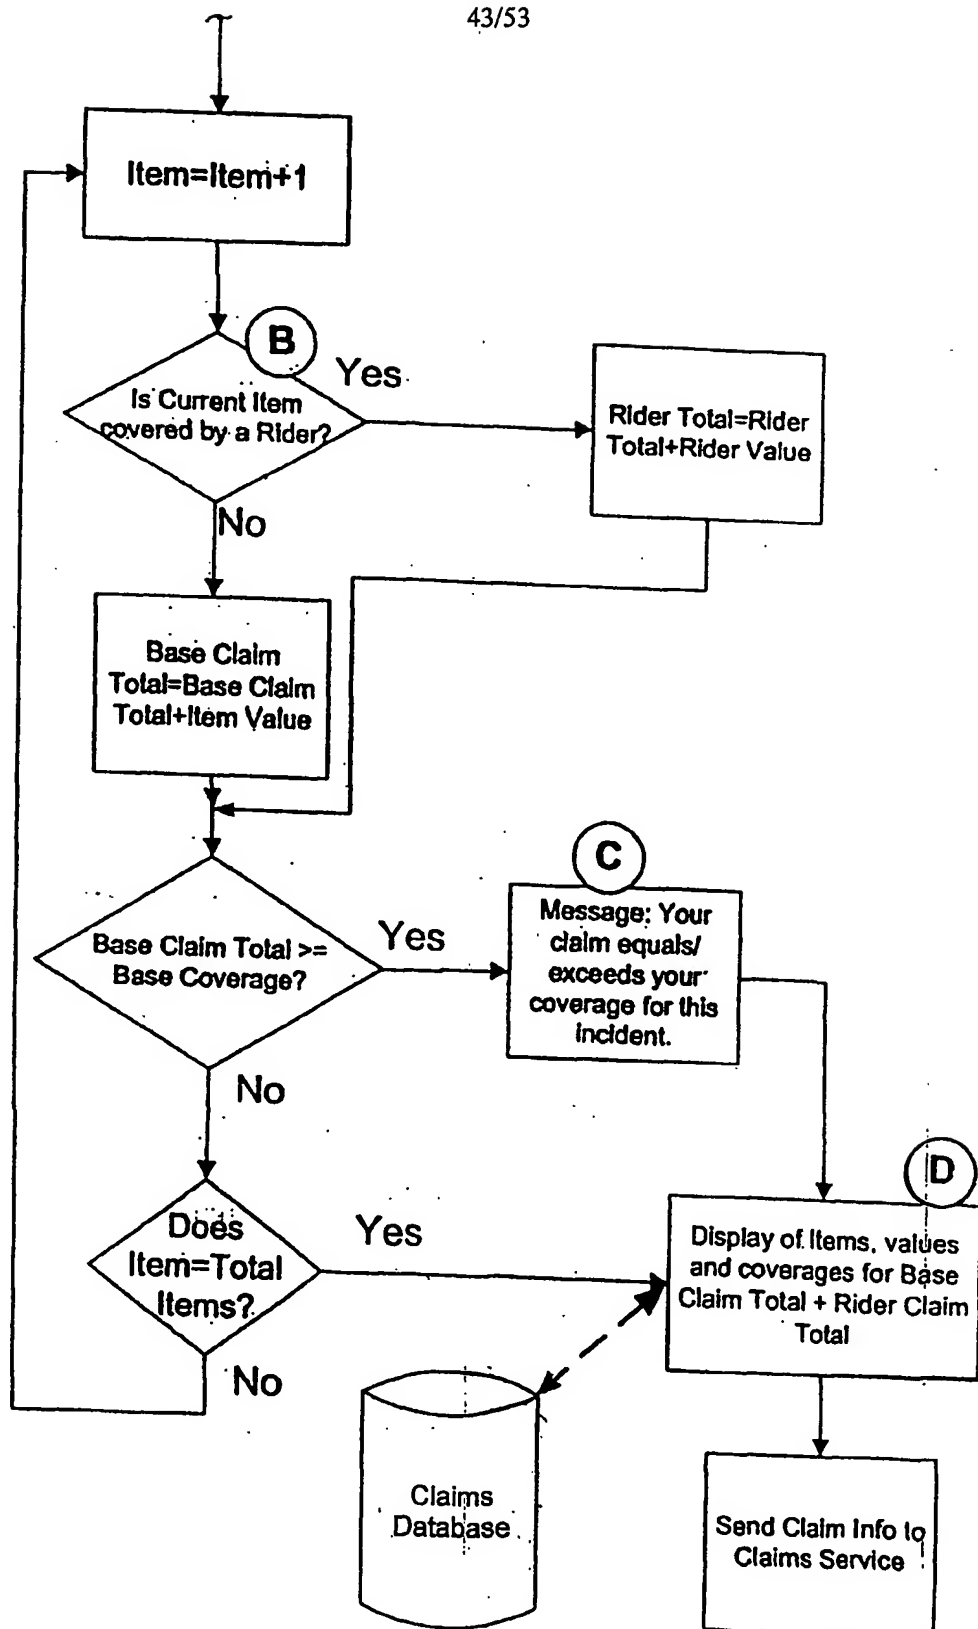 43/53
Item=Item+1
B
Yes
Is Current Item
covered by a Rider?
Rider Total=Rider
Total+Rider Value
No
Base Claim
Total=Base Claim
Total+Item Value
C
Base Claim Total >=
Base Coverage?
Yes
Message: Your
claim equals/
exceeds your
coverage for this
incident.
No
D
Does
Item=Total
Items?
Yes
Display of Items, values
and coverages for Base
Claim Total + Rider Claim
Total
No
Claims
Database
Send Claim Info to
Claims Service